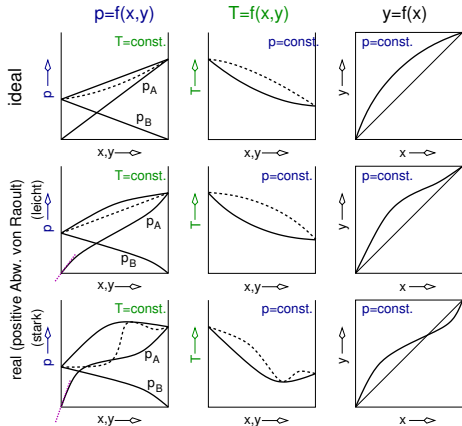 p=f(x,y)
T=f(x,y)
y=f(x)
ideal
p
T=const.
p_A
p_B
x,y
T
p=const.
x,y
y
p=const.
x
real (positive Abw. von Raoult)
(leicht)
p
T=const.
p_A
p_B
x,y
T
p=const.
x,y
y
p=const.
x
(stark)
p
T=const.
p_A
p_B
x,y
T
p=const.
x,y
y
p=const.
x